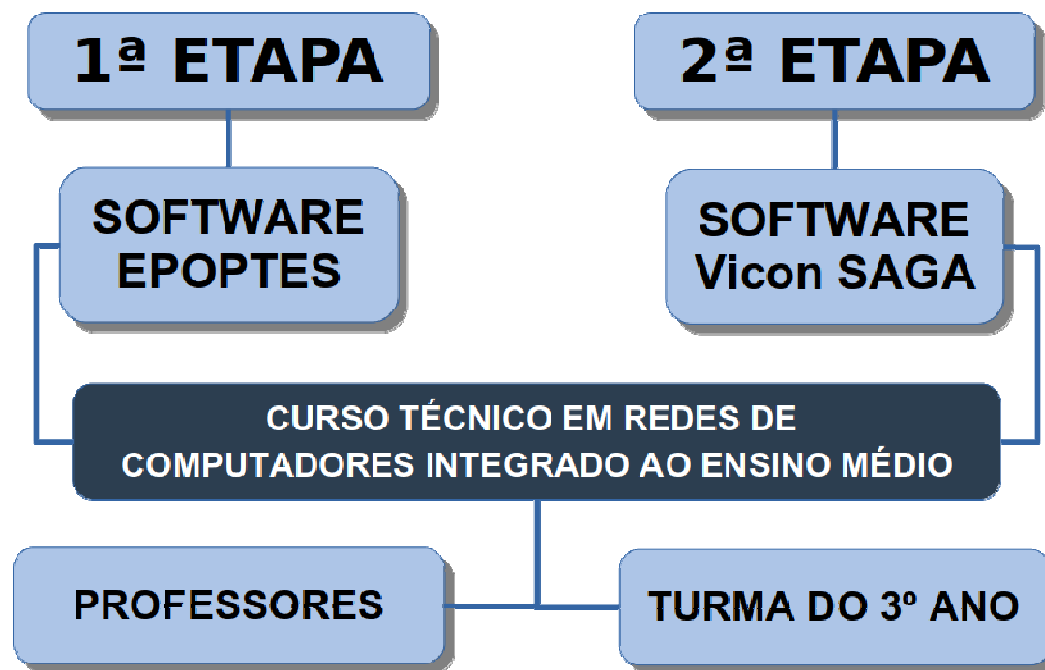 1ª ETAPA
2ª ETAPA
SOFTWARE
EPOPTES
SOFTWARE
Vicon SAGA
CURSO TÉCNICO EM REDES DE
COMPUTADORES INTEGRADO AO ENSINO MÉDIO
PROFESSORES
TURMA DO 3º ANO